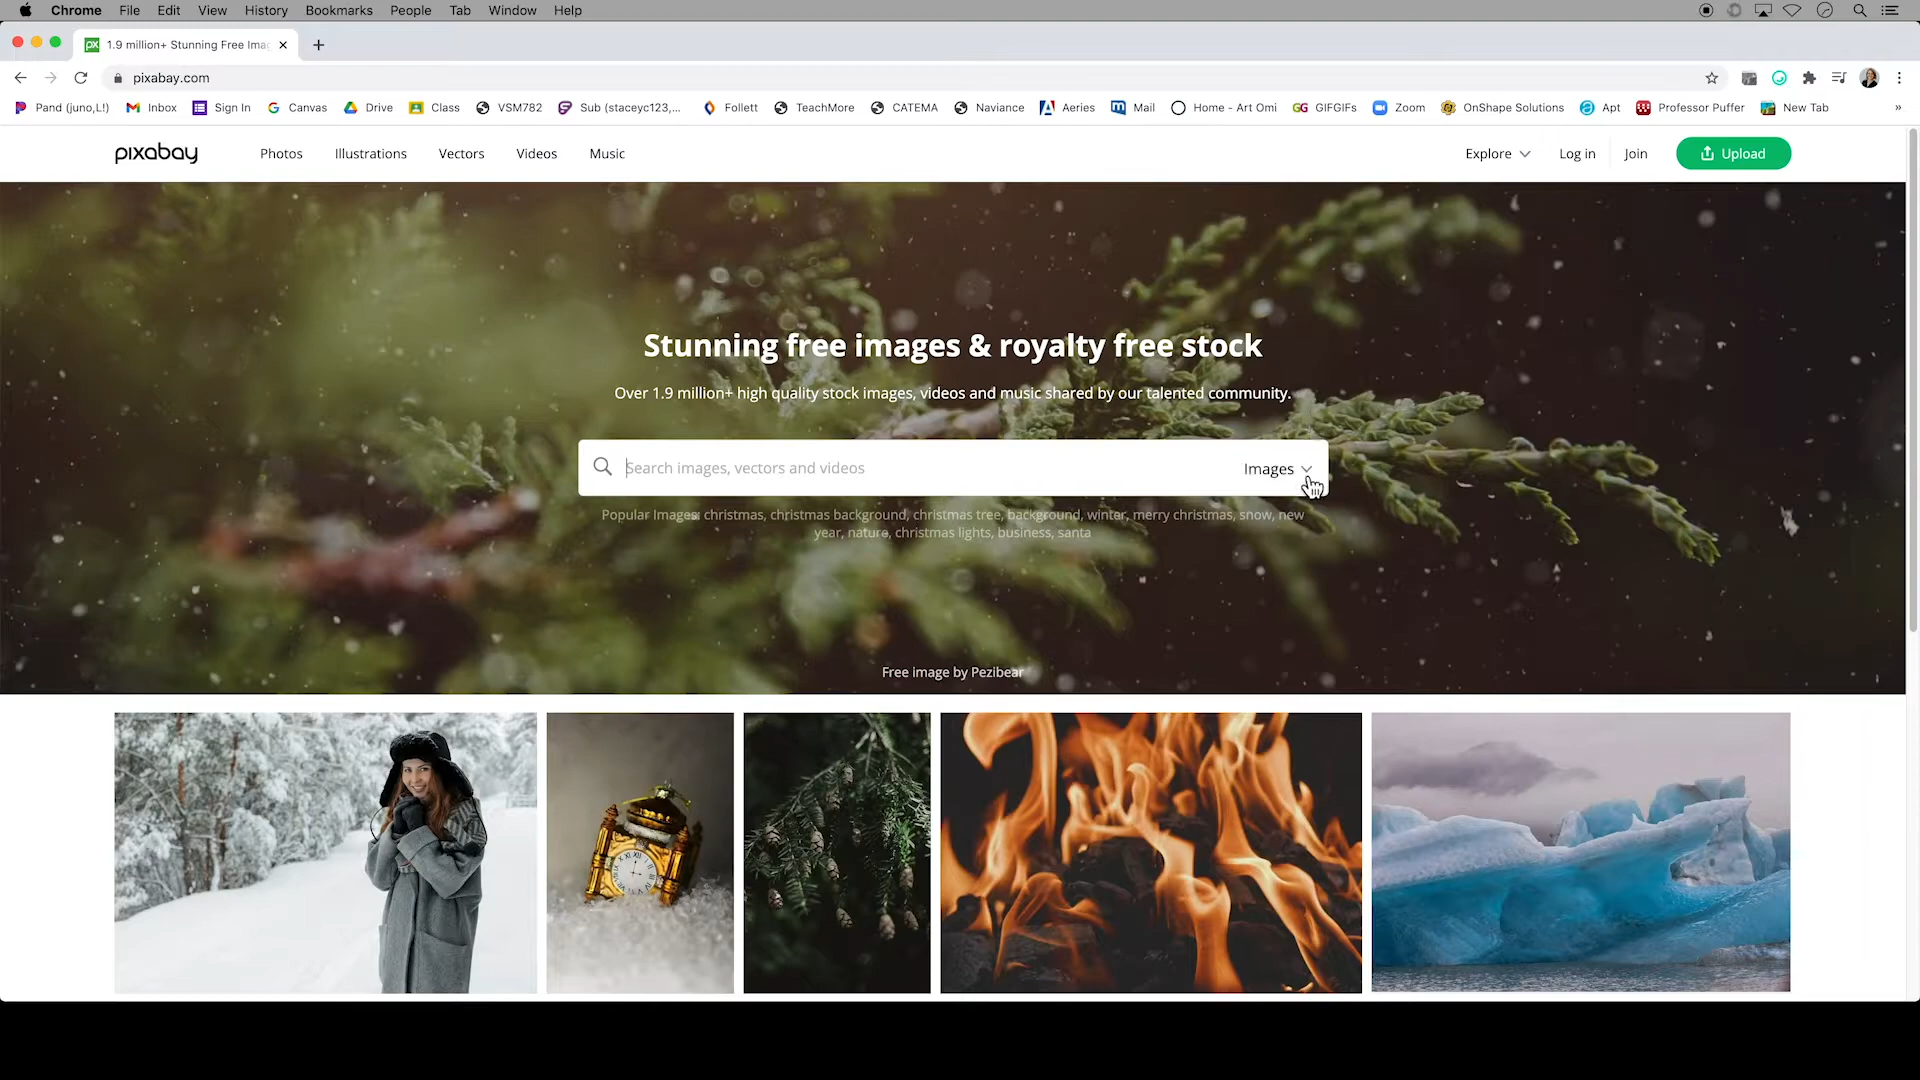 Chrome File Edit View History Bookmarks People Tab Window Help
px 1.9 million+ Stunning Free Imag
pixabay.com
Pand (juno,L!) Inbox Sign In Canvas Drive Class VSM782 Sub (staceyc123,... Follett TeachMore CATEMA Naviance Aeries Mail Home - Art Omi GG GIFGIFs Zoom OnShape Solutions Apt Professor Puffer New Tab »
pixabay Photos Illustrations Vectors Videos Music Explore Log in Join Upload
Stunning free images & royalty free stock
Over 1.9 million+ high quality stock images, videos and music shared by our talented community.
Search images, vectors and videos Images
Popular Images: christmas, christmas background, christmas tree, background, winter, merry christmas, snow, new
year, nature, christmas lights, business, santa
Free image by Pezibear